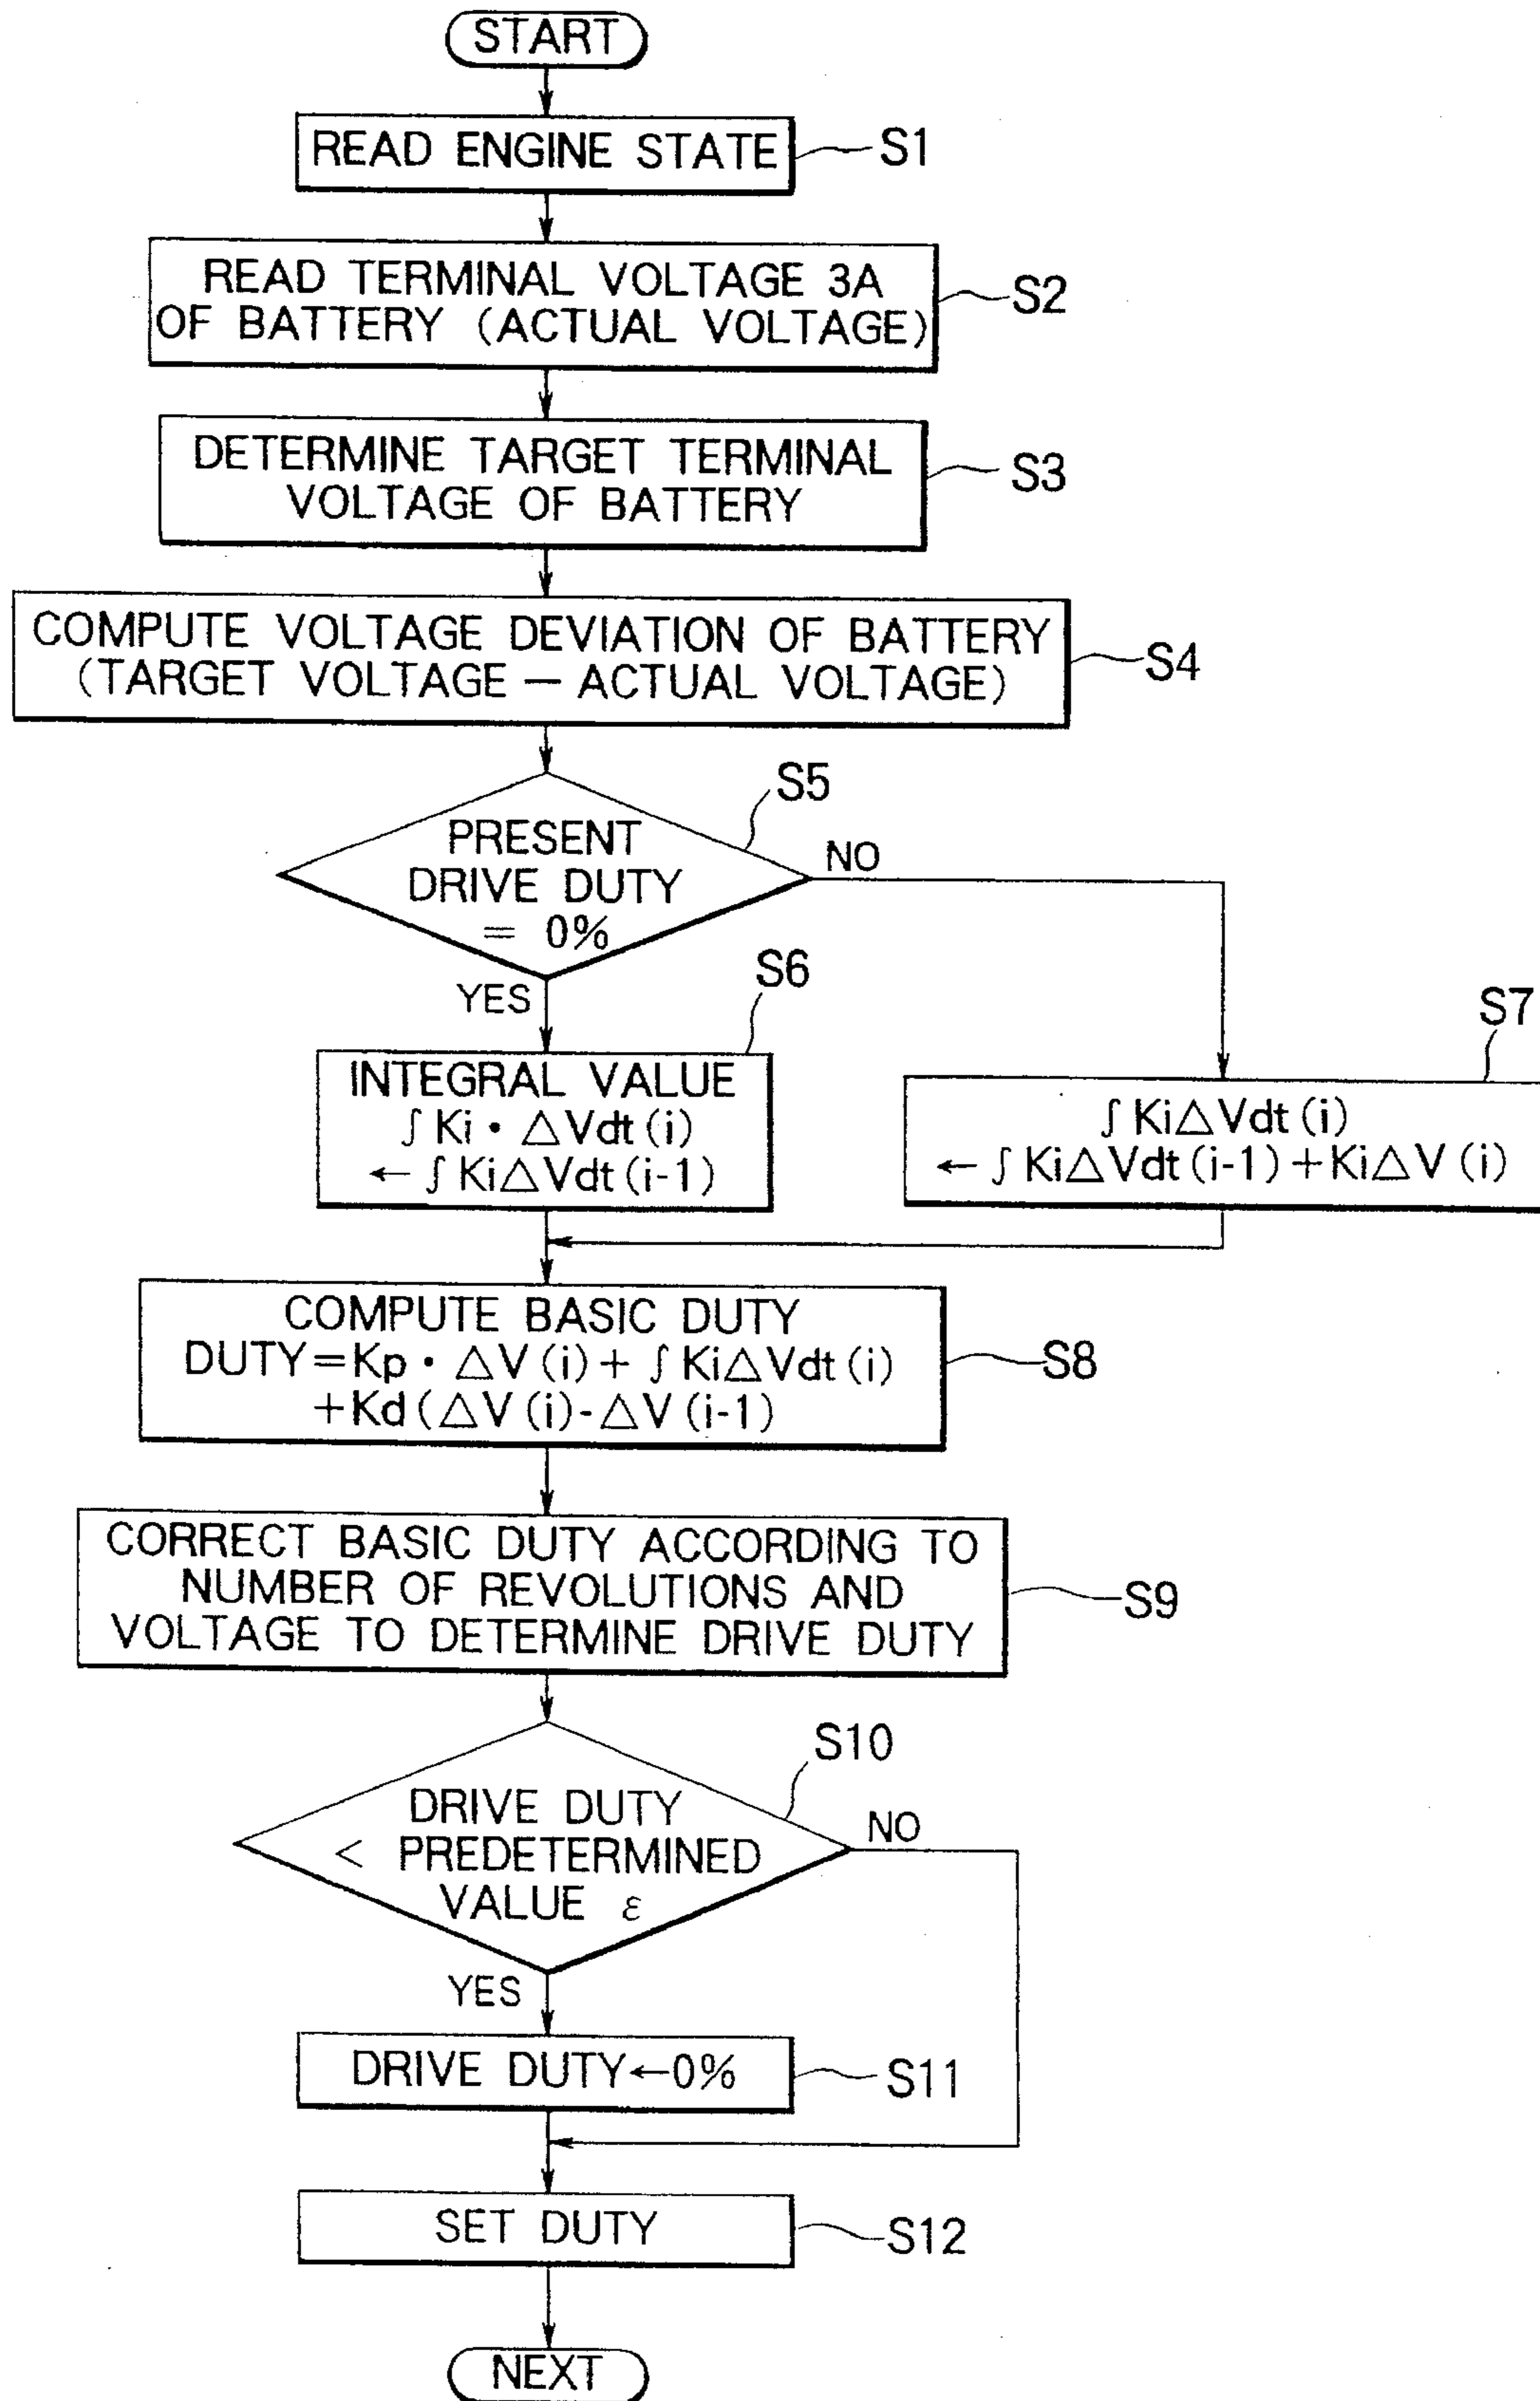 START
READ ENGINE STATE
S1
READ TERMINAL VOLTAGE 3A
OF BATTERY (ACTUAL VOLTAGE)
S2
DETERMINE TARGET TERMINAL
VOLTAGE OF BATTERY
S3
COMPUTE VOLTAGE DEVIATION OF BATTERY
(TARGET VOLTAGE — ACTUAL VOLTAGE)
S4
S5
PRESENT
DRIVE DUTY
= 0%
NO
YES
S6
INTEGRAL VALUE
∫ Ki • △Vdt (i)
← ∫ Ki△Vdt (i-1)
S7
∫ Ki△Vdt (i)
← ∫ Ki△Vdt (i-1) + Ki△V (i)
COMPUTE BASIC DUTY
DUTY = Kp • △V (i) + ∫ Ki△Vdt (i)
+ Kd (△V (i) - △V (i-1)
S8
CORRECT BASIC DUTY ACCORDING TO
NUMBER OF REVOLUTIONS AND
VOLTAGE TO DETERMINE DRIVE DUTY
S9
S10
DRIVE DUTY
< PREDETERMINED
VALUE ε
NO
YES
DRIVE DUTY←0%
S11
SET DUTY
S12
NEXT